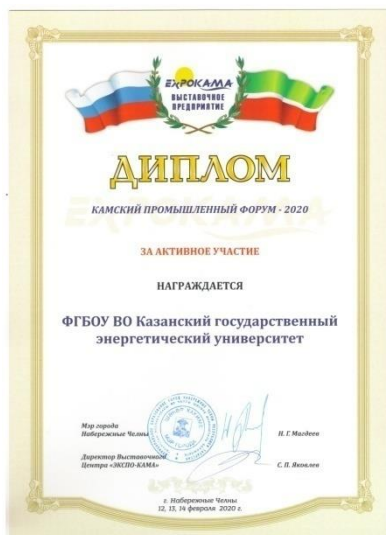 EXPOKAMA
ВЫСТАВОЧНОЕ
ПРЕДПРИЯТИЕ
ДИПЛОМ
EXPOKAMA
КАМСКИЙ ПРОМЫШЛЕННЫЙ ФОРУМ - 2020
ЗА АКТИВНОЕ УЧАСТИЕ
НАГРАЖДАЕТСЯ
ФГБОУ ВО Казанский государственный
энергетический университет
Мэр города
Набережные Челны
Н. Г. Магдеев
Директор Выставочного
Центра «ЭКСПО-КАМА»
С. П. Яковлев
г. Набережные Челны
12, 13, 14 февраля 2020 г.